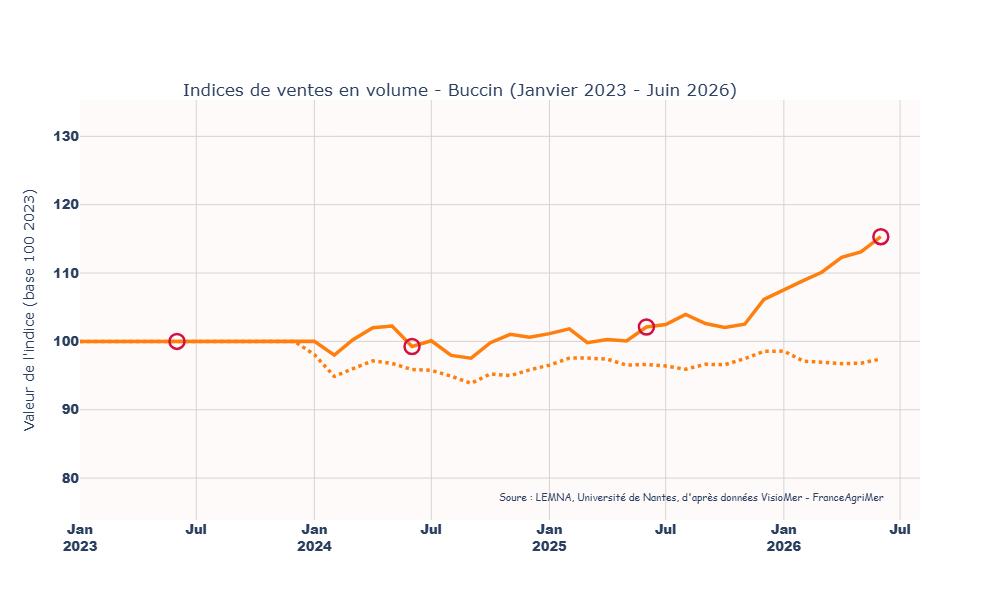 Indices de ventes en volume - Buccin (Janvier 2023 - Juin 2026)
Valeur de l'indice (base 100 2023)
130
120
110
100
90
80
Soure : LEMNA, Université de Nantes, d'après données VisioMer - FranceAgriMer
Jan Jul Jan Jul Jan Jul Jan Jul
2023 2024 2025 2026